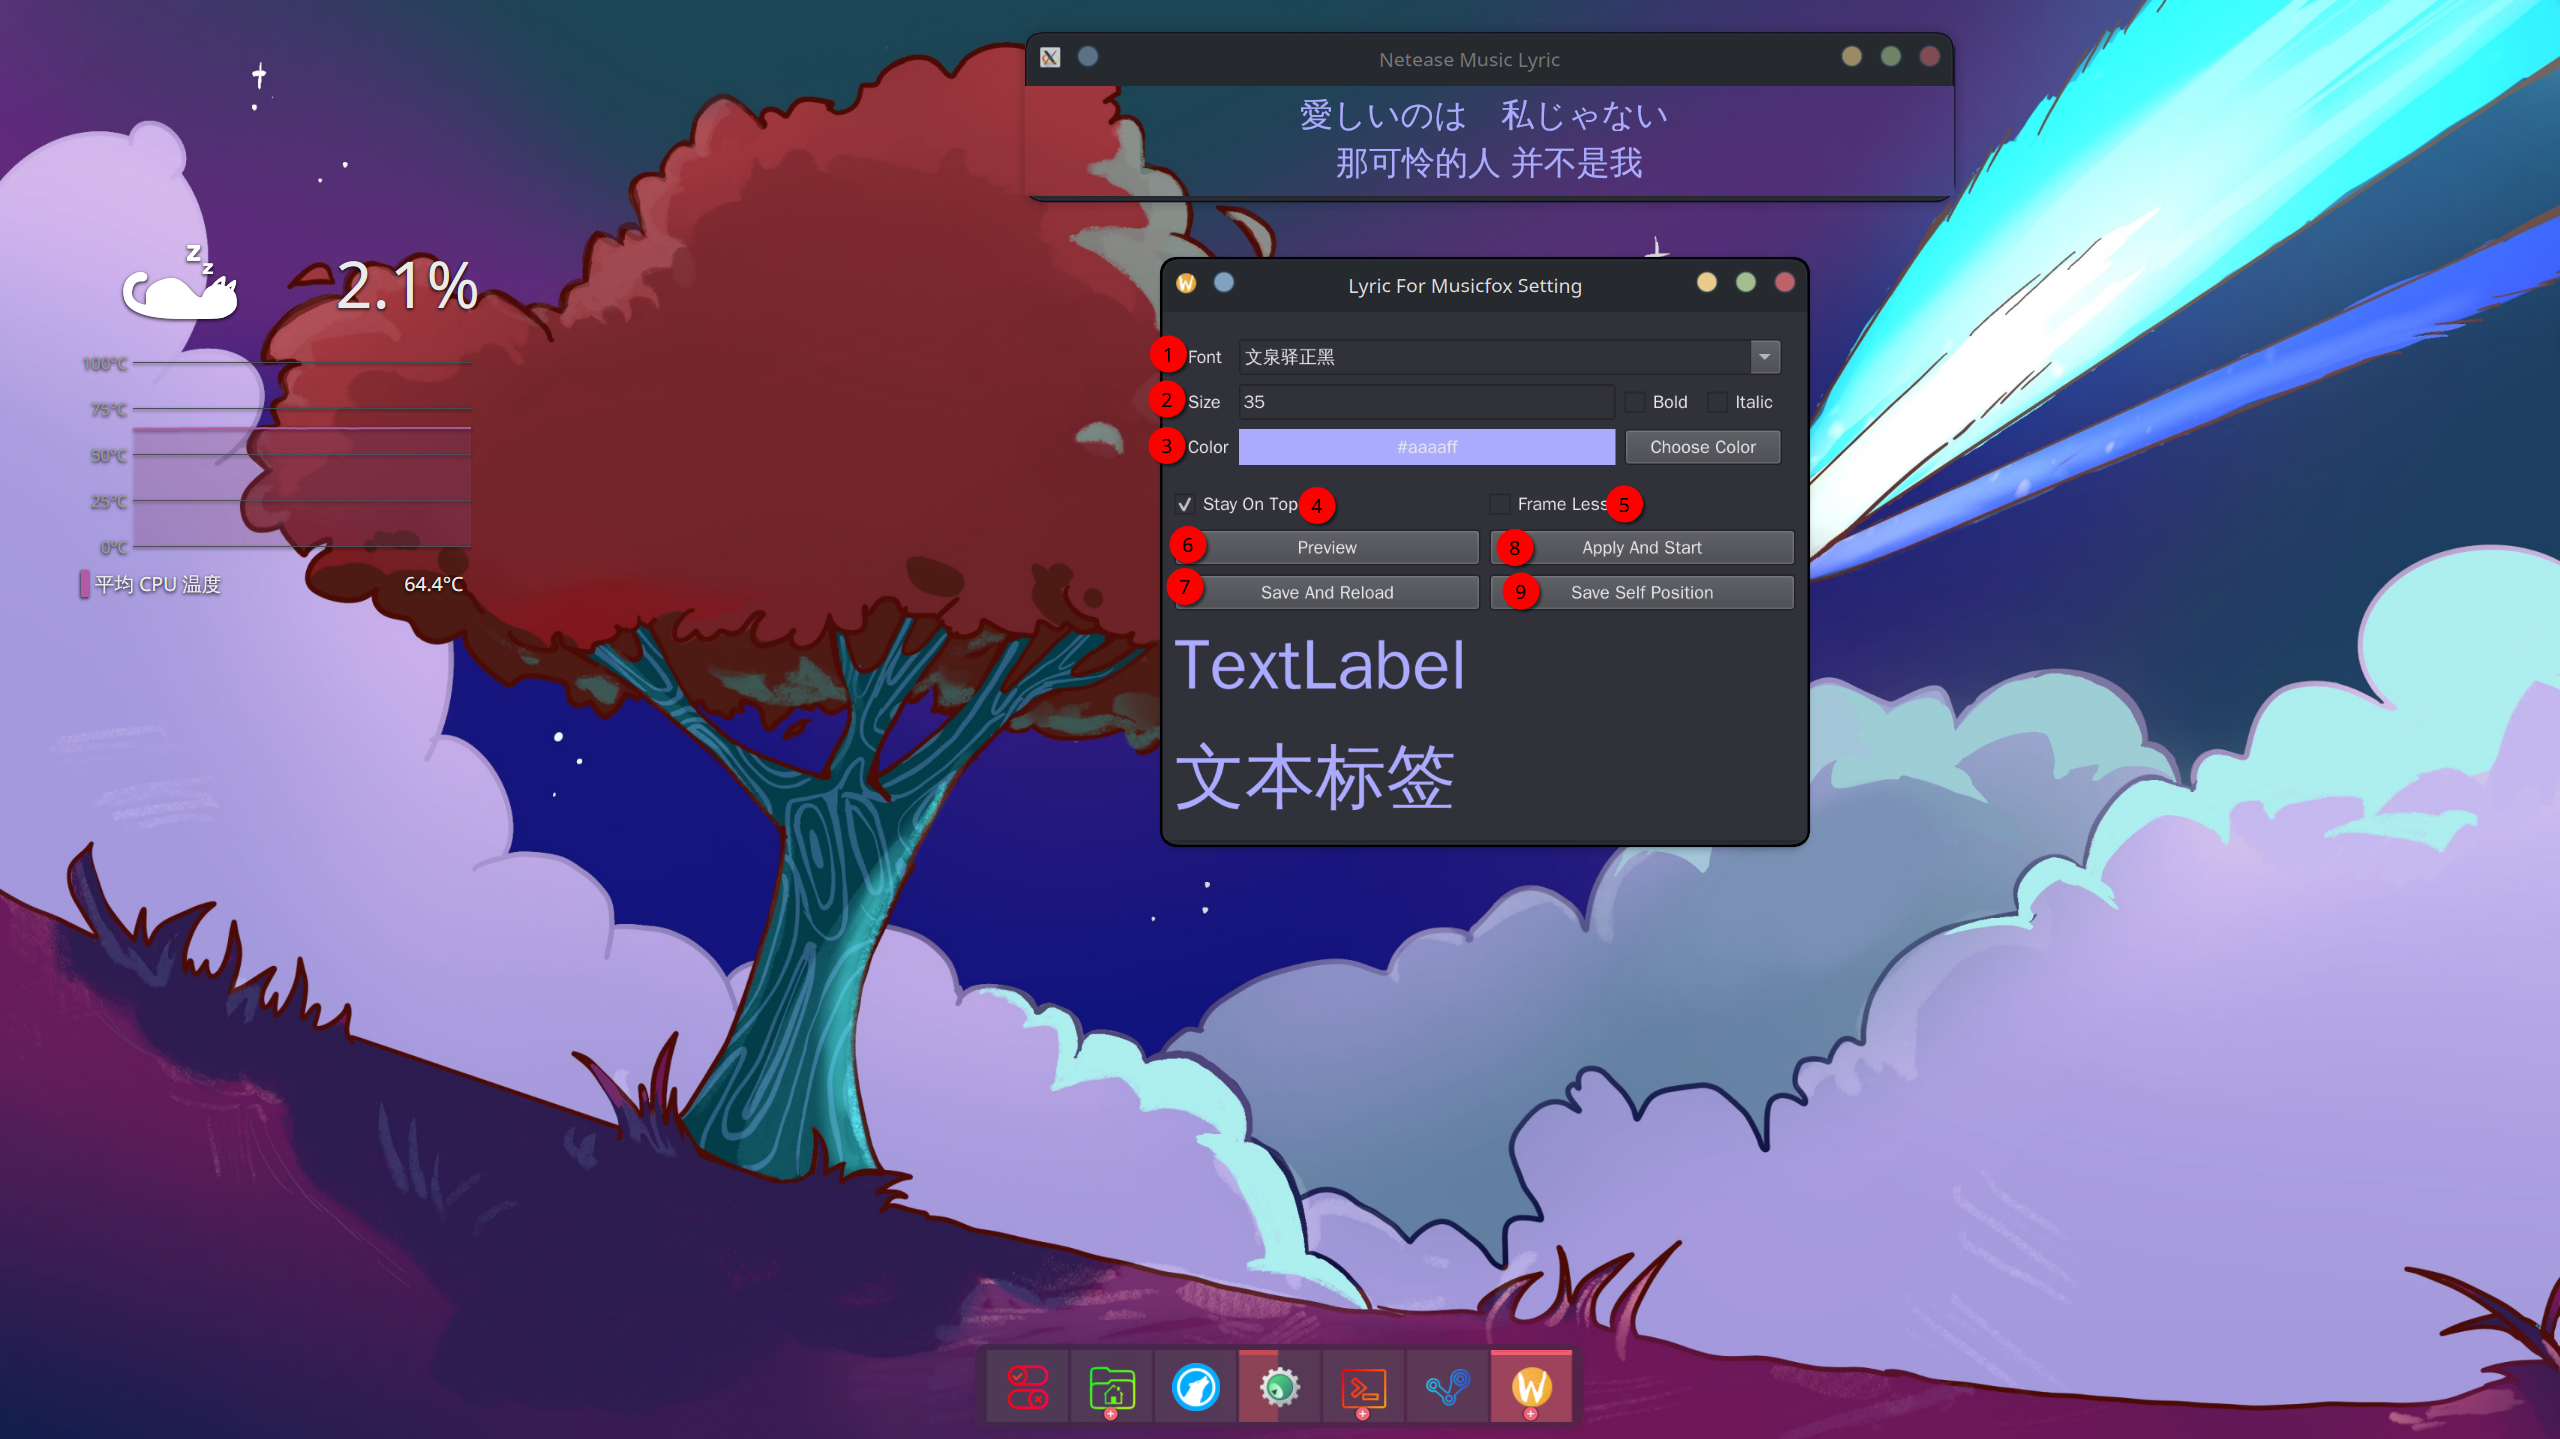 Netease Music Lyric
愛しいのは　私じゃない
那可怜的人 并不是我
z
z
2.1%
100°C
75°C
50°C
25°C
0°C
平均 CPU 温度 64.4°C
Lyric For Musicfox Setting
1 Font 文泉驿正黑
2 Size 35 Bold Italic
3 Color #aaaaff Choose Color
Stay On Top 4 Frame Less 5
6 Preview 8 Apply And Start
7 Save And Reload 9 Save Self Position
TextLabel
文本标签